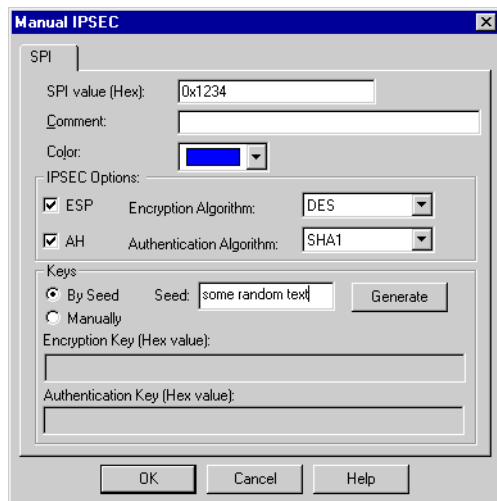 Manual IPSEC
SPI
SPI value (Hex): 0x1234
Comment:
Color:
IPSEC Options:
ESP Encryption Algorithm: DES
AH Authentication Algorithm: SHA1
Keys
By Seed Seed: some random text Generate
Manually
Encryption Key (Hex value):
Authentication Key (Hex value):
OK Cancel Help